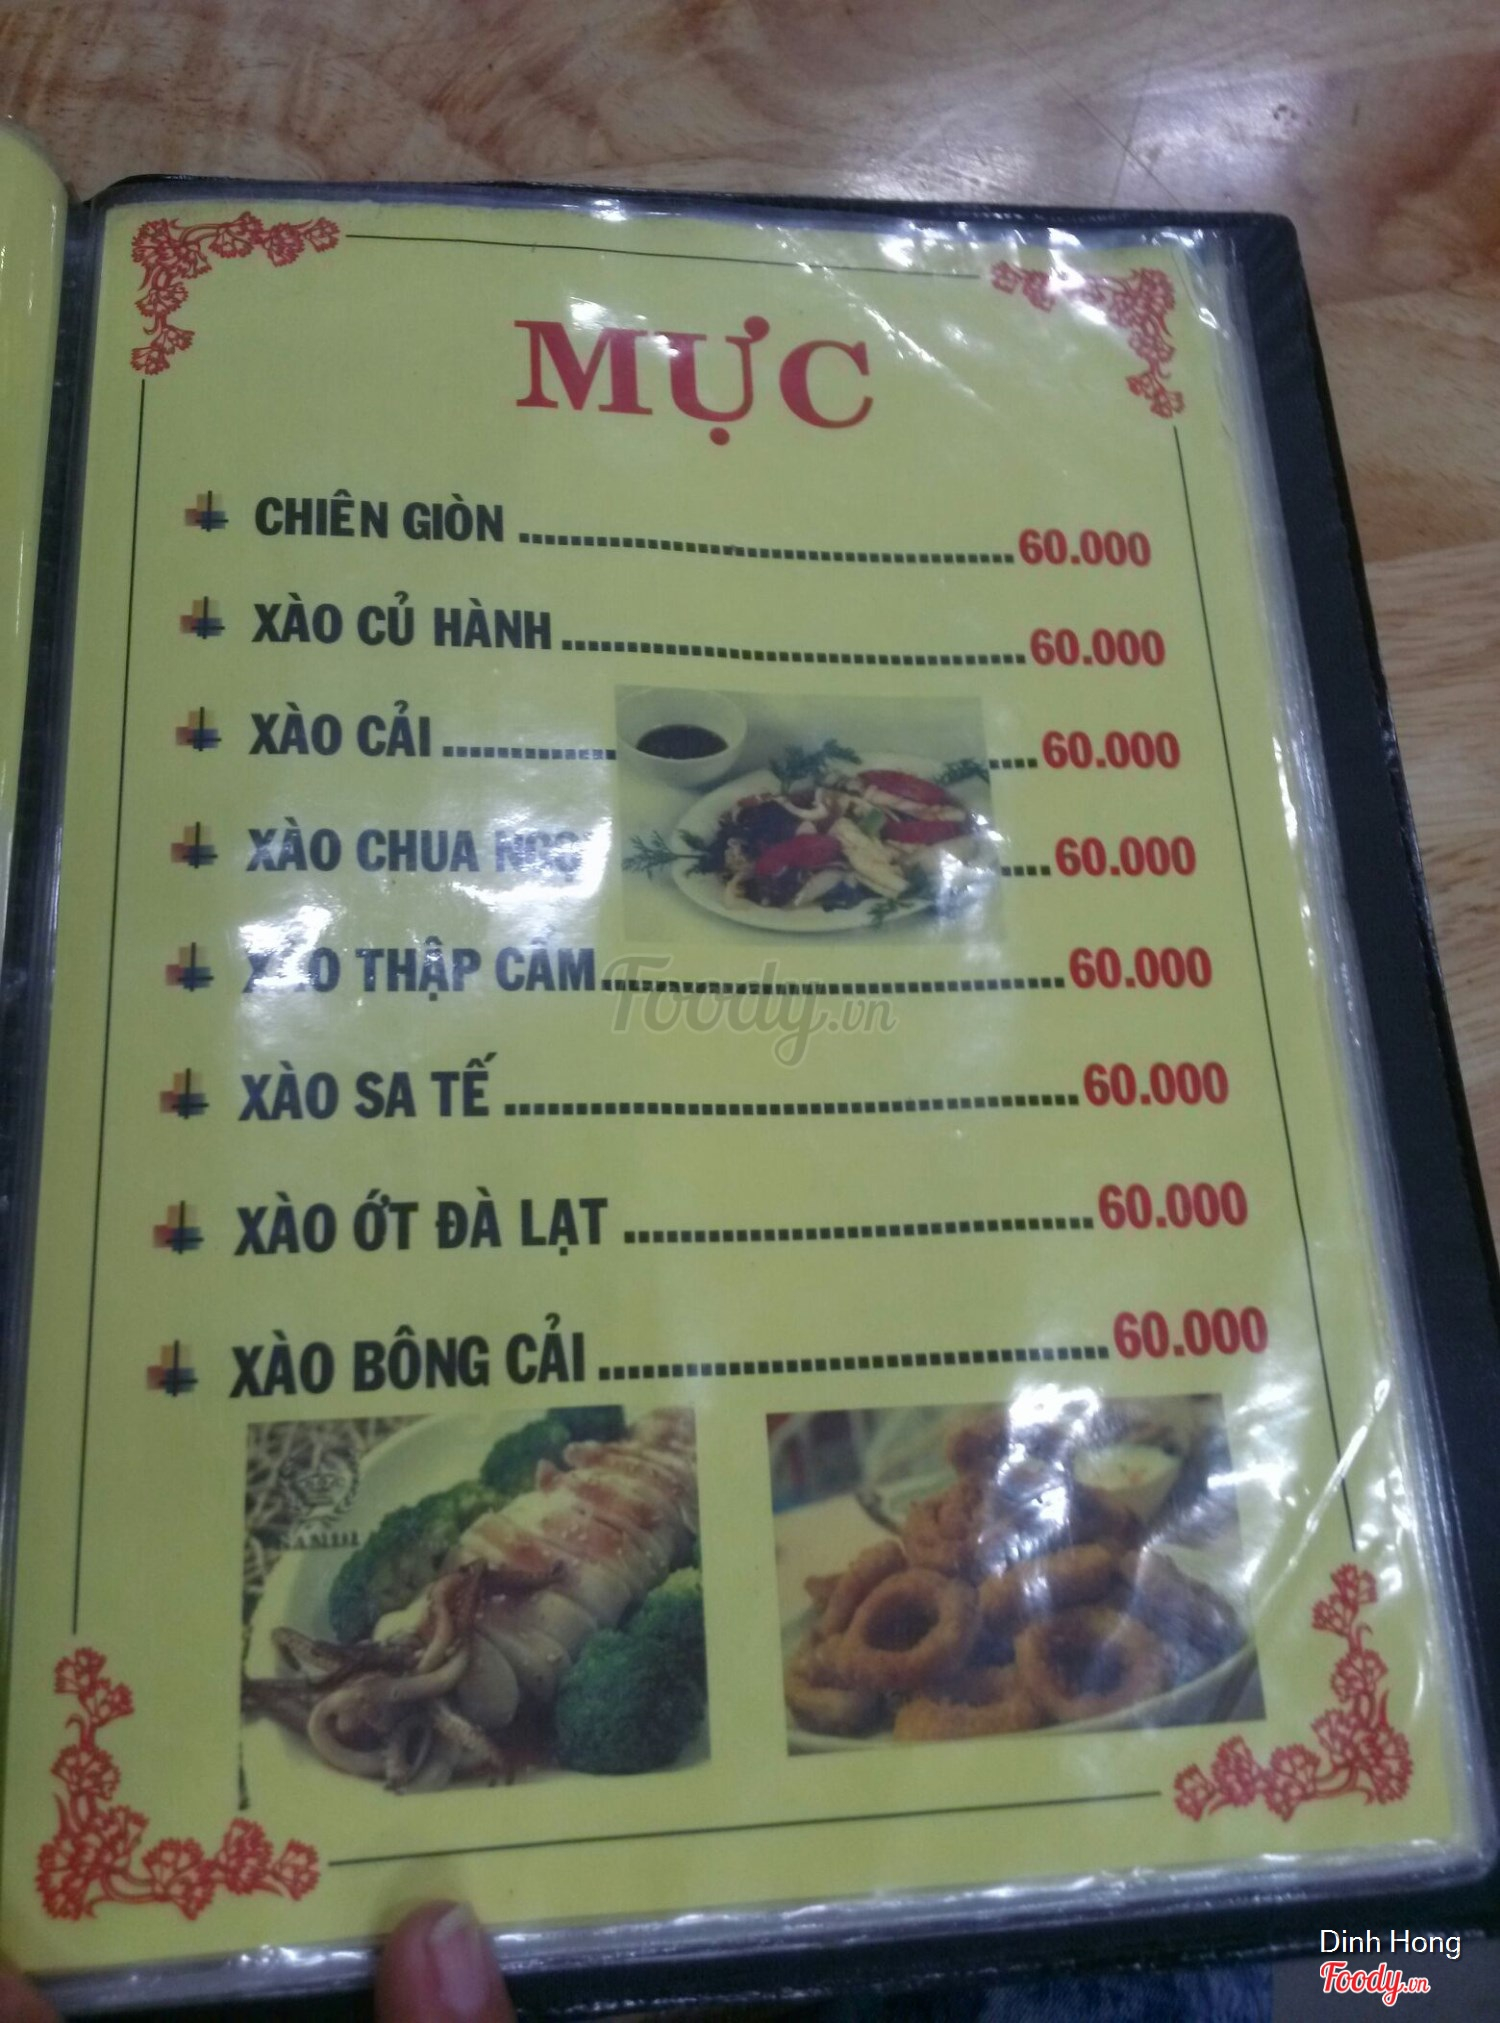 MỰC
CHIÊN GIÒN ........................................ 60.000
XÀO CỦ HÀNH ........................................ 60.000
XÀO CẢI ........................................ 60.000
XÀO CHUA ........................................ 60.000
XÀO THẬP CẨM ........................................ 60.000
XÀO SA TẾ ........................................ 60.000
XÀO ỚT ĐÀ LẠT ........................................ 60.000
XÀO BÔNG CẢI ........................................ 60.000
Foody.vn
Dinh Hong
Foody.vn